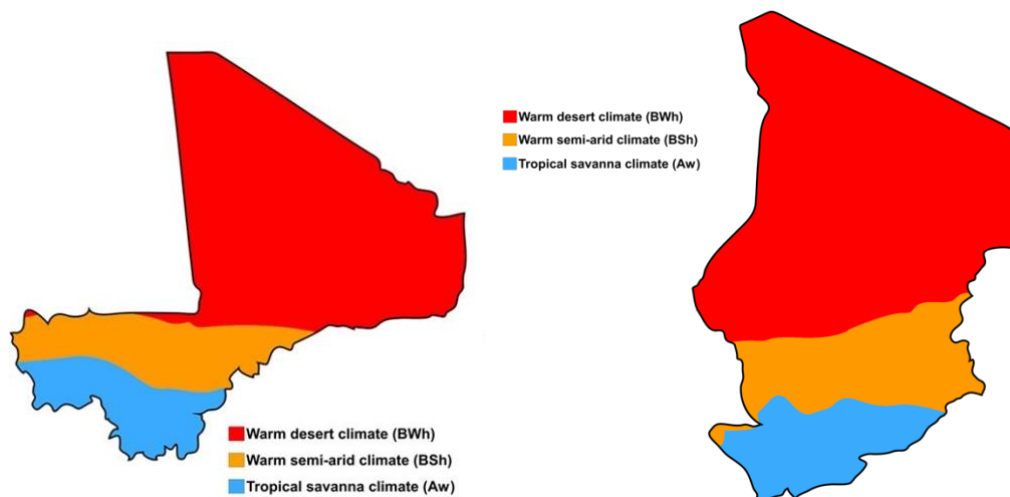 Warm desert climate (BWh)
Warm semi-arid climate (BSh)
Tropical savanna climate (Aw)
Warm desert climate (BWh)
Warm semi-arid climate (BSh)
Tropical savanna climate (Aw)